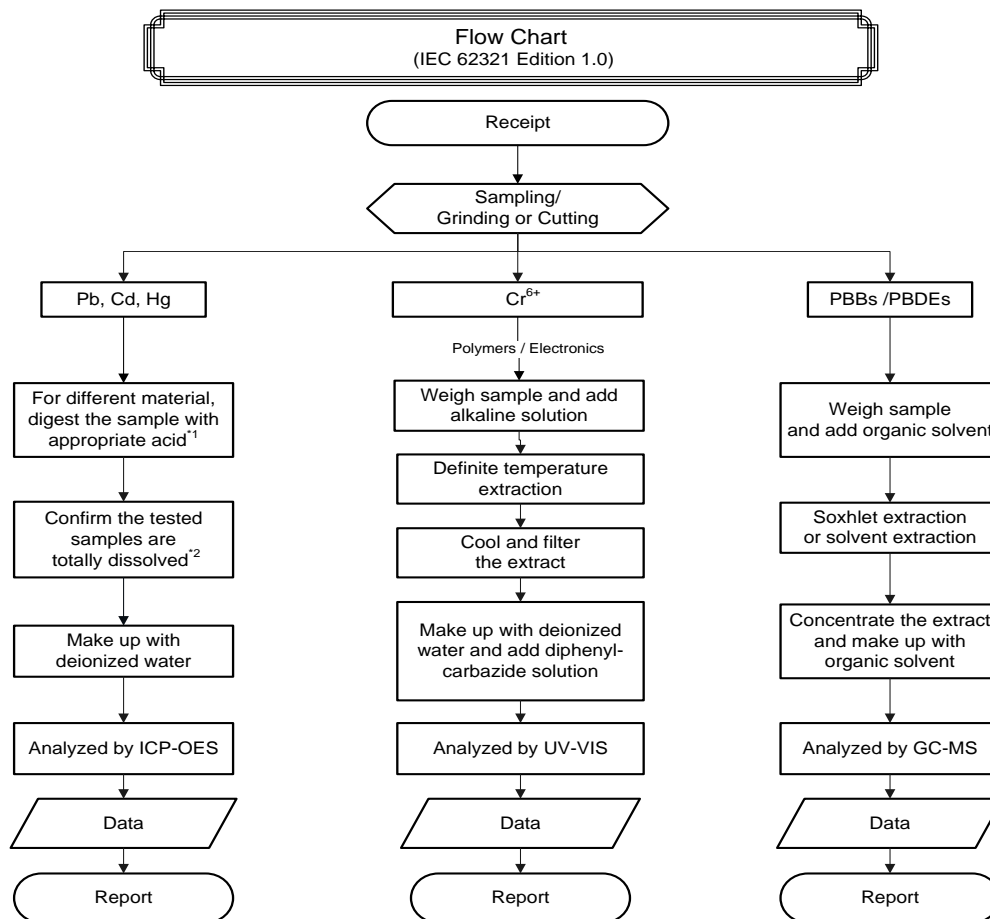 Flow Chart
(IEC 62321 Edition 1.0)
Receipt
Sampling/
Grinding or Cutting
Pb, Cd, Hg
For different material,
digest the sample with
appropriate acid*1
Confirm the tested
samples are
totally dissolved*2
Make up with
deionized water
Analyzed by ICP-OES
Data
Report
Cr6+
Polymers / Electronics
Weigh sample and add
alkaline solution
Definite temperature
extraction
Cool and filter
the extract
Make up with deionized
water and add diphenyl-
carbazide solution
Analyzed by UV-VIS
Data
Report
PBBs /PBDEs
Weigh sample
and add organic solvent
Soxhlet extraction
or solvent extraction
Concentrate the extract
and make up with
organic solvent
Analyzed by GC-MS
Data
Report